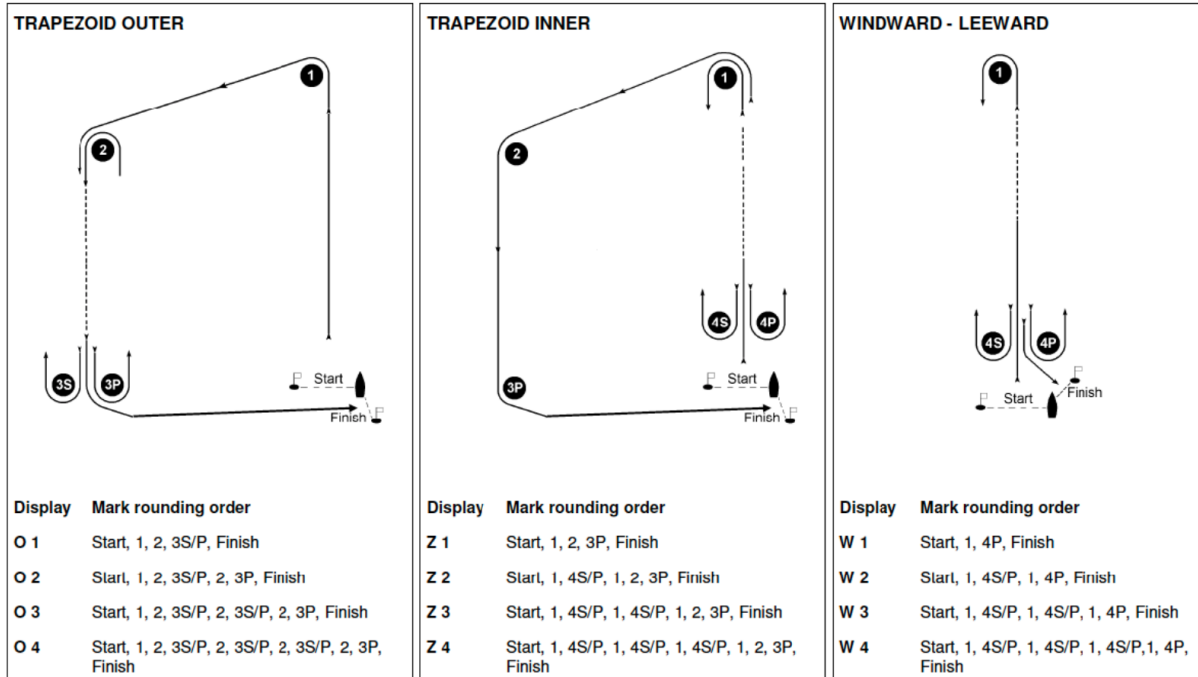 TRAPEZOID OUTER
1
2
3S
3P
Start
Finish
Display Mark rounding order
O 1 Start, 1, 2, 3S/P, Finish
O 2 Start, 1, 2, 3S/P, 2, 3P, Finish
O 3 Start, 1, 2, 3S/P, 2, 3S/P, 2, 3P, Finish
O 4 Start, 1, 2, 3S/P, 2, 3S/P, 2, 3S/P, 2, 3P,
Finish
TRAPEZOID INNER
1
2
4S
4P
Start
3P
Finish
Display Mark rounding order
Z 1 Start, 1, 2, 3P, Finish
Z 2 Start, 1, 4S/P, 1, 2, 3P, Finish
Z 3 Start, 1, 4S/P, 1, 4S/P, 1, 2, 3P, Finish
Z 4 Start, 1, 4S/P, 1, 4S/P, 1, 4S/P, 1, 2, 3P,
Finish
WINDWARD - LEEWARD
1
4S
4P
Finish
Start
Display Mark rounding order
W 1 Start, 1, 4P, Finish
W 2 Start, 1, 4S/P, 1, 4P, Finish
W 3 Start, 1, 4S/P, 1, 4S/P, 1, 4P, Finish
W 4 Start, 1, 4S/P, 1, 4S/P, 1, 4S/P,1, 4P,
Finish